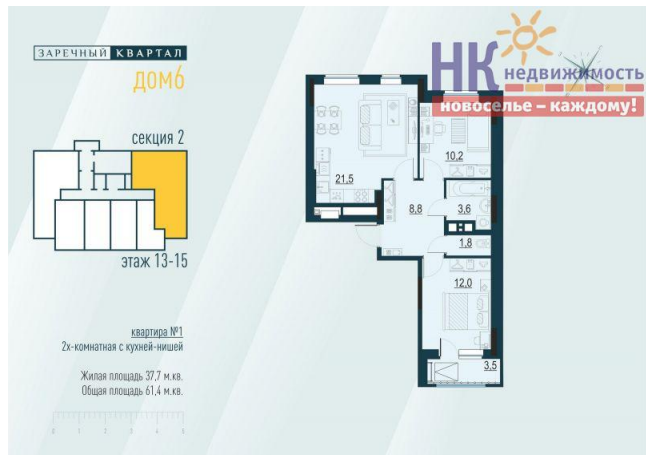 ЗАРЕЧНЫЙ КВАРТАЛ
дом6
секция 2
этаж 13-15
квартира №1
2х-комнатная с кухней-нишей
Жилая площадь 37,7 м.кв.
Общая площадь 61,4 м.кв.
0 1 2 3 4 5
НК недвижимость
новоселье – каждому!
21,5
10,2
8,8
3,6
1,8
12,0
3,5